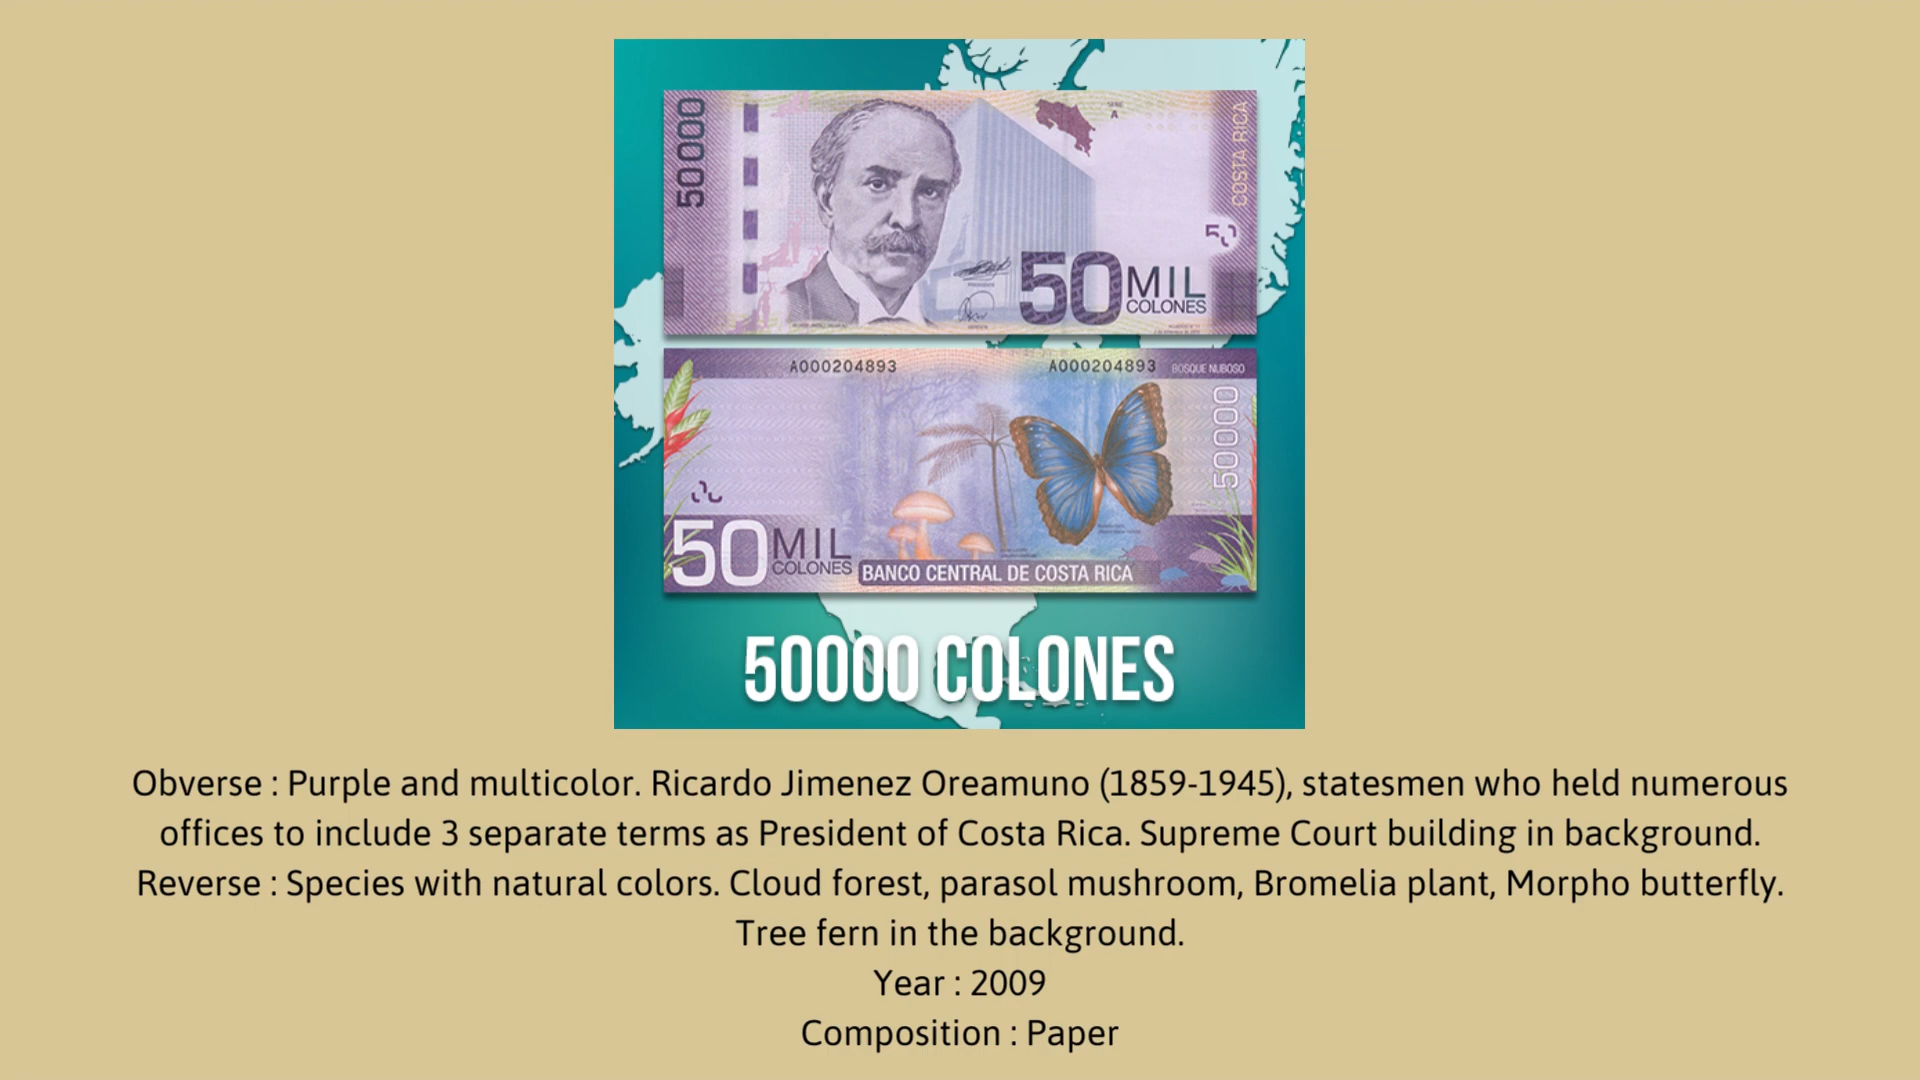 50000
SERIE
A
COSTA RICA
50 MIL
COLONES
A000204893
A000204893
BOSQUE NUBOSO
50000
50 MIL
COLONES
BANCO CENTRAL DE COSTA RICA
50000 COLONES
Obverse : Purple and multicolor. Ricardo Jimenez Oreamuno (1859-1945), statesmen who held numerous
offices to include 3 separate terms as President of Costa Rica. Supreme Court building in background.
Reverse : Species with natural colors. Cloud forest, parasol mushroom, Bromelia plant, Morpho butterfly.
Tree fern in the background.
Year : 2009
Composition : Paper